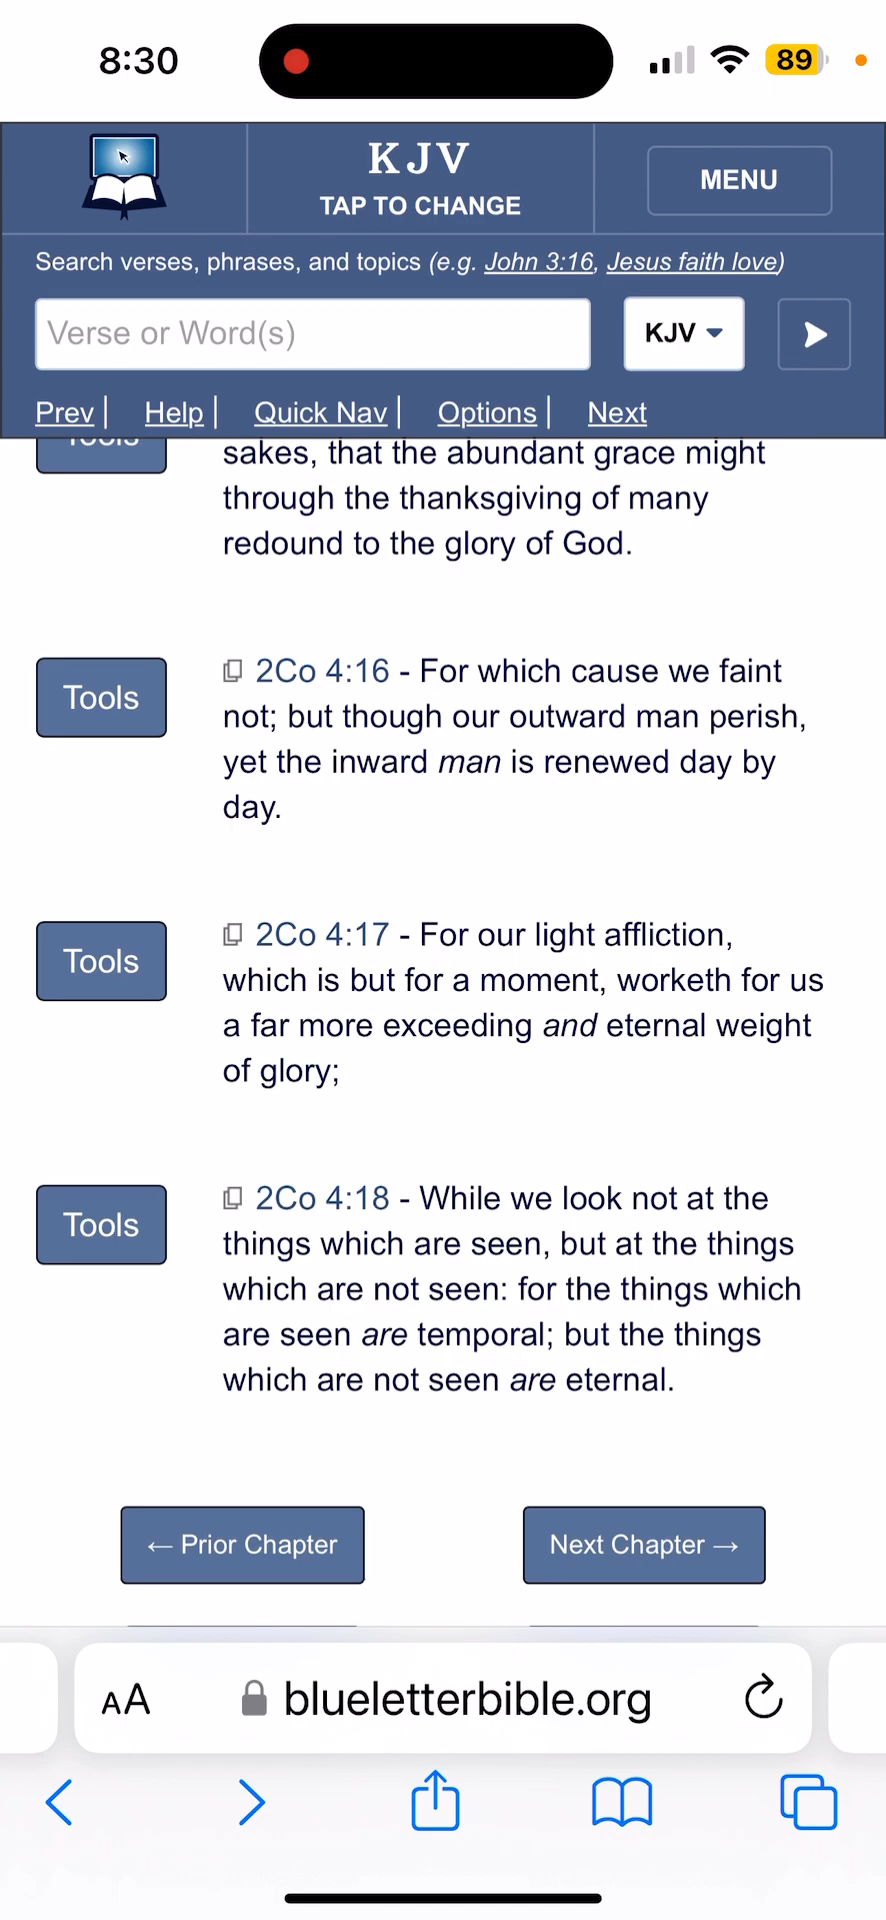 8:30
89
KJV
TAP TO CHANGE
MENU
Search verses, phrases, and topics (e.g. John 3:16, Jesus faith love)
Verse or Word(s)
KJV
Prev | Help | Quick Nav | Options | Next
Tools
sakes, that the abundant grace might
through the thanksgiving of many
redound to the glory of God.
Tools
2Co 4:16 - For which cause we faint
not; but though our outward man perish,
yet the inward man is renewed day by
day.
Tools
2Co 4:17 - For our light affliction,
which is but for a moment, worketh for us
a far more exceeding and eternal weight
of glory;
Tools
2Co 4:18 - While we look not at the
things which are seen, but at the things
which are not seen: for the things which
are seen are temporal; but the things
which are not seen are eternal.
← Prior Chapter
Next Chapter →
AA
blueletterbible.org